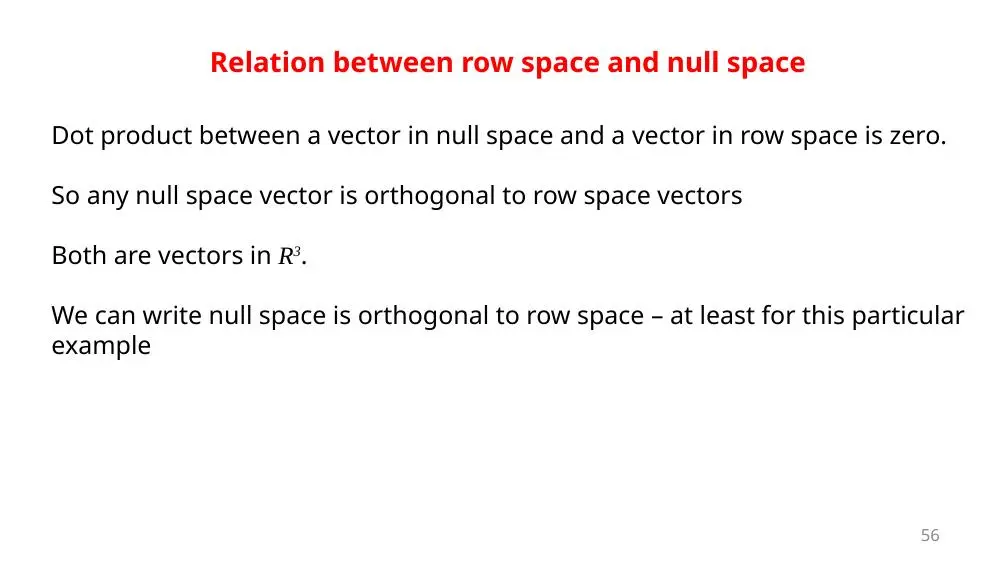 Relation between row space and null space
Dot product between a vector in null space and a vector in row space is zero.
So any null space vector is orthogonal to row space vectors
Both are vectors in R³.
We can write null space is orthogonal to row space – at least for this particular
example
56